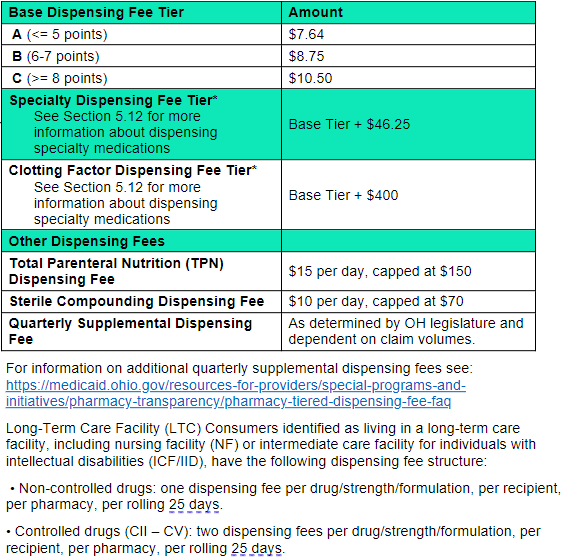 Base Dispensing Fee Tier Amount
A (<= 5 points) $7.64
B (6-7 points) $8.75
C (>= 8 points) $10.50
Specialty Dispensing Fee Tier*
See Section 5.12 for more
information about dispensing
specialty medications
Base Tier + $46.25
Clotting Factor Dispensing Fee Tier*
See Section 5.12 for more
information about dispensing
specialty medications
Base Tier + $400
Other Dispensing Fees
Total Parenteral Nutrition (TPN)
Dispensing Fee
$15 per day, capped at $150
Sterile Compounding Dispensing Fee $10 per day, capped at $70
Quarterly Supplemental Dispensing
Fee
As determined by OH legislature and
dependent on claim volumes.
For information on additional quarterly supplemental dispensing fees see:
https://medicaid.ohio.gov/resources-for-providers/special-programs-and-
initiatives/pharmacy-transparency/pharmacy-tiered-dispensing-fee-faq
Long-Term Care Facility (LTC) Consumers identified as living in a long-term care
facility, including nursing facility (NF) or intermediate care facility for individuals with
intellectual disabilities (ICF/IID), have the following dispensing fee structure:
• Non-controlled drugs: one dispensing fee per drug/strength/formulation, per recipient,
per pharmacy, per rolling 25 days.
• Controlled drugs (CII – CV): two dispensing fees per drug/strength/formulation, per
recipient, per pharmacy, per rolling 25 days.